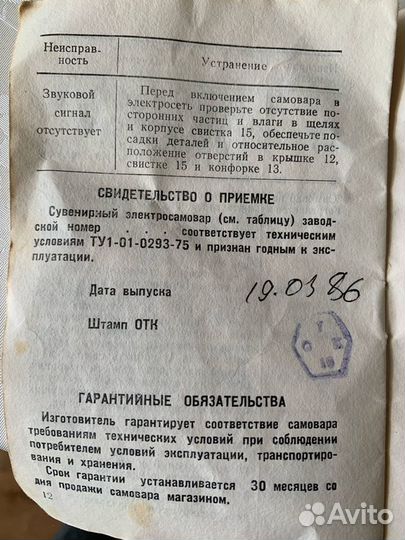 Неисправ-
ность
Устранение
Звуковой
сигнал
отсутствует
Перед включением самовара в
электросеть проверьте отсутствие по-
сторонних частиц и влаги в щелях
и корпусе свистка 15, обеспечьте по-
садки деталей и относительное рас-
положение отверстий в крышке 12,
свистке 15 и конфорке 13.
СВИДЕТЕЛЬСТВО О ПРИЕМКЕ
Сувенирный электросамовар (см. таблицу) завод-
ской номер . . . соответствует техническим
условиям ТУ1-01-0293-75 и признан годным к экс-
плуатации.
Дата выпуска
19.03 86
Штамп ОТК
О Т К
18
ГАРАНТИЙНЫЕ ОБЯЗАТЕЛЬСТВА
Изготовитель гарантирует соответствие самовара
требованиям технических условий при соблюдении
потребителем условий эксплуатации, транспортиро-
вания и хранения.
Срок гарантии устанавливается 30 месяцев со
дня продажи самовара магазином.
12
Avito